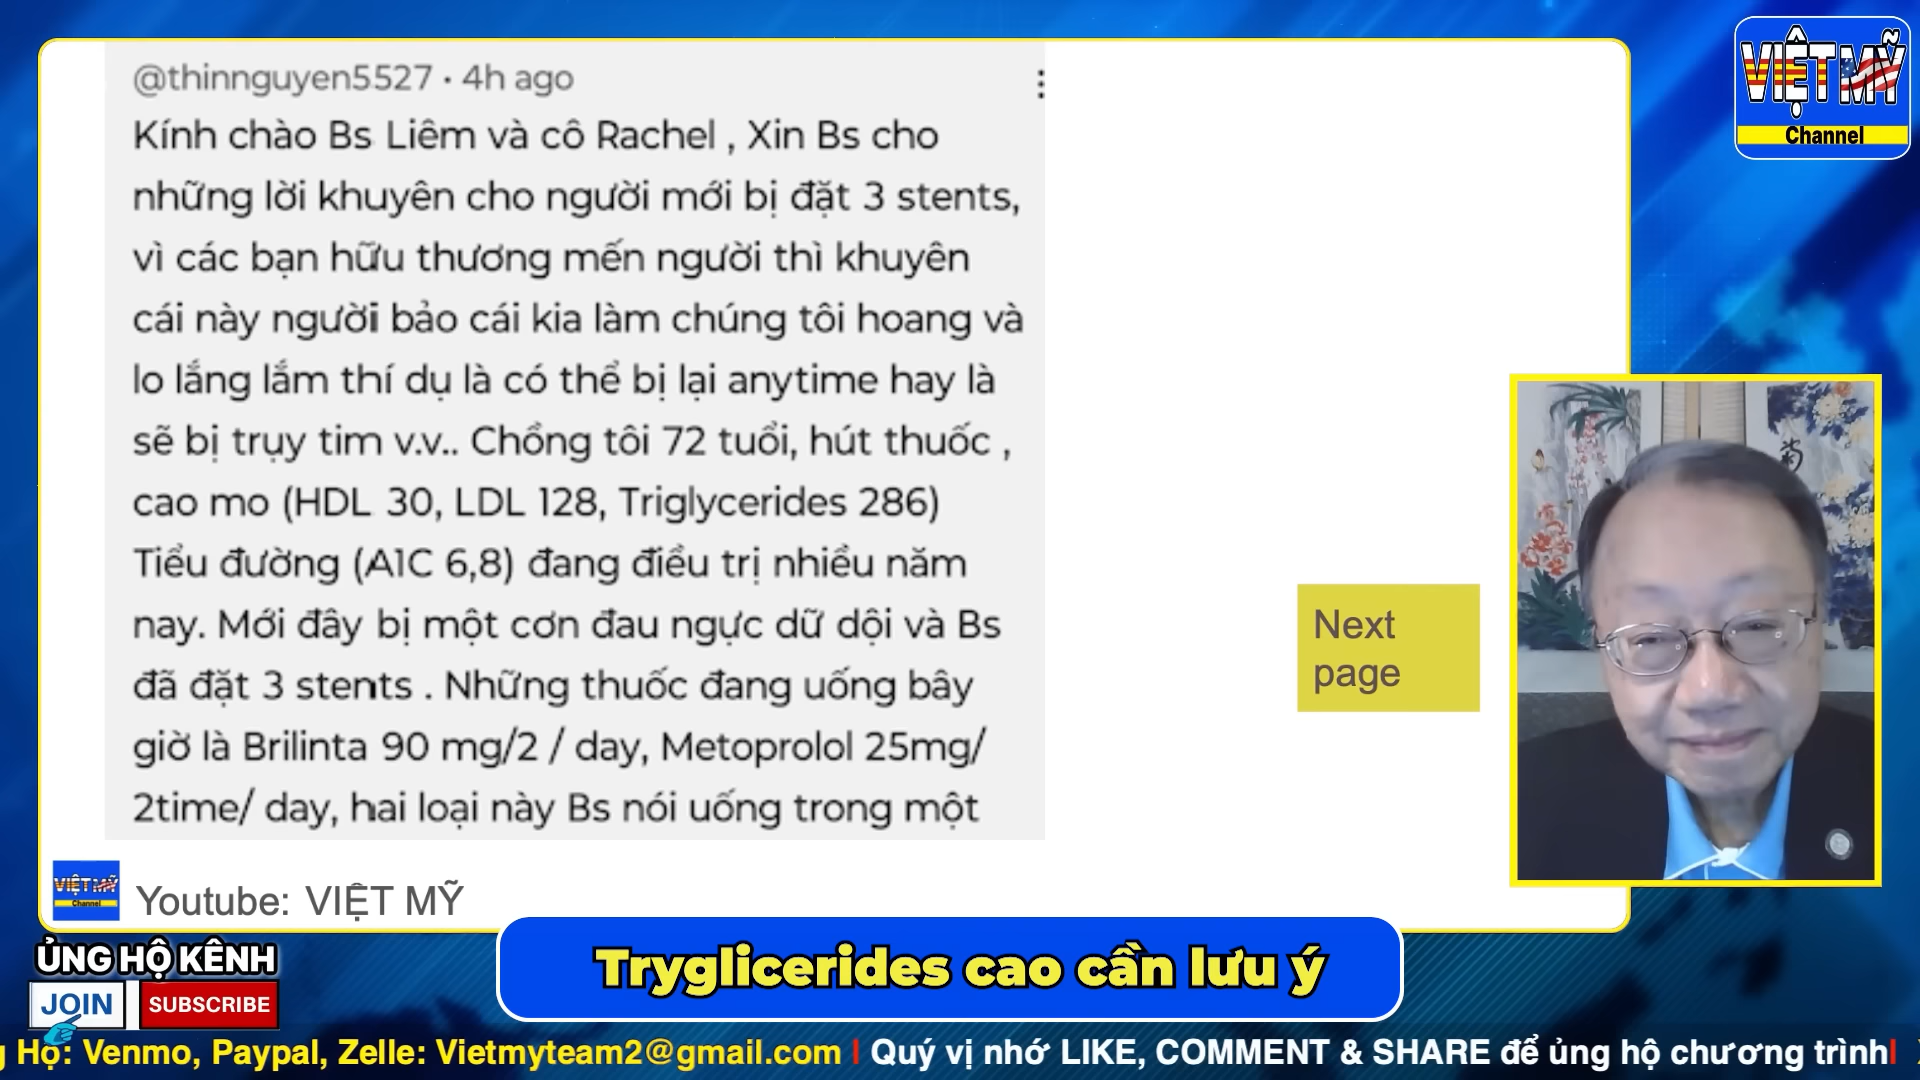 @thinnguyen5527 • 4h ago
Kính chào Bs Liêm và cô Rachel , Xin Bs cho
những lời khuyên cho người mới bị đặt 3 stents,
vì các bạn hữu thương mến người thì khuyên
cái này người bảo cái kia làm chúng tôi hoang và
lo lắng lắm thí dụ là có thể bị lại anytime hay là
sẽ bị trụy tim v.v.. Chồng tôi 72 tuổi, hút thuốc ,
cao mo (HDL 30, LDL 128, Triglycerides 286)
Tiểu đường (A1C 6,8) đang điều trị nhiều năm
nay. Mới đây bị một cơn đau ngực dữ dội và Bs
đã đặt 3 stents . Những thuốc đang uống bây
giờ là Brilinta 90 mg/2 / day, Metoprolol 25mg/
2time/ day, hai loại này Bs nói uống trong một
Next
page
VIỆT MỸ
Channel
菊
VIỆT MỸ
Channel
Youtube: VIỆT MỸ
Tryglicerides cao cần lưu ý
ỦNG HỘ KÊNH
JOIN
SUBSCRIBE
g Hộ: Venmo, Paypal, Zelle: Vietmyteam2@gmail.com | Quý vị nhớ LIKE, COMMENT & SHARE để ủng hộ chương trình|